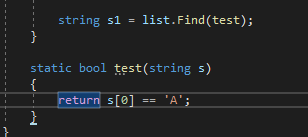 string s1 = list.Find(test);
}
static bool test(string s)
{
return s[0] == 'A';
}
}